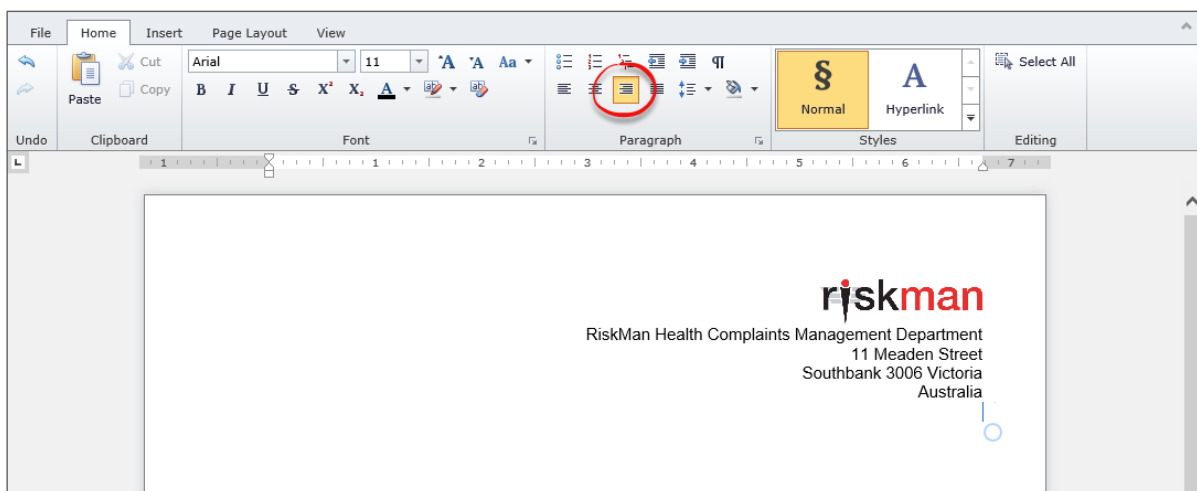 File Home Insert Page Layout View
Cut Arial 11 A A Aa Select All
Paste Copy B I U S X² X₂ A ab ab § A
Normal Hyperlink
Undo Clipboard Font Paragraph Styles Editing
L 1 1 2 3 4 5 6 7
riskman
RiskMan Health Complaints Management Department
11 Meaden Street
Southbank 3006 Victoria
Australia